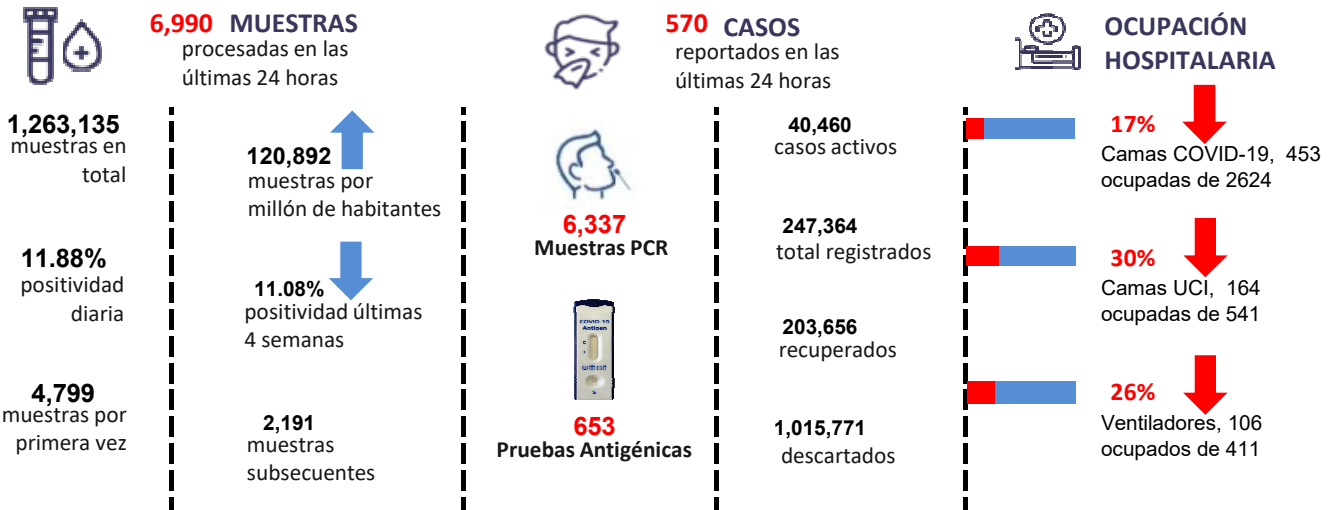 6,990 MUESTRAS
procesadas en las
últimas 24 horas
1,263,135
muestras en
total
11.88%
positividad
diaria
4,799
muestras por
primera vez
120,892
muestras por
millón de habitantes
11.08%
positividad últimas
4 semanas
2,191
muestras
subsecuentes
570 CASOS
reportados en las
últimas 24 horas
6,337
Muestras PCR
COVID-19
Antigen
C
T
653
Pruebas Antigénicas
40,460
casos activos
247,364
total registrados
203,656
recuperados
1,015,771
descartados
OCUPACIÓN
HOSPITALARIA
17%
Camas COVID-19, 453
ocupadas de 2624
30%
Camas UCI, 164
ocupadas de 541
26%
Ventiladores, 106
ocupados de 411